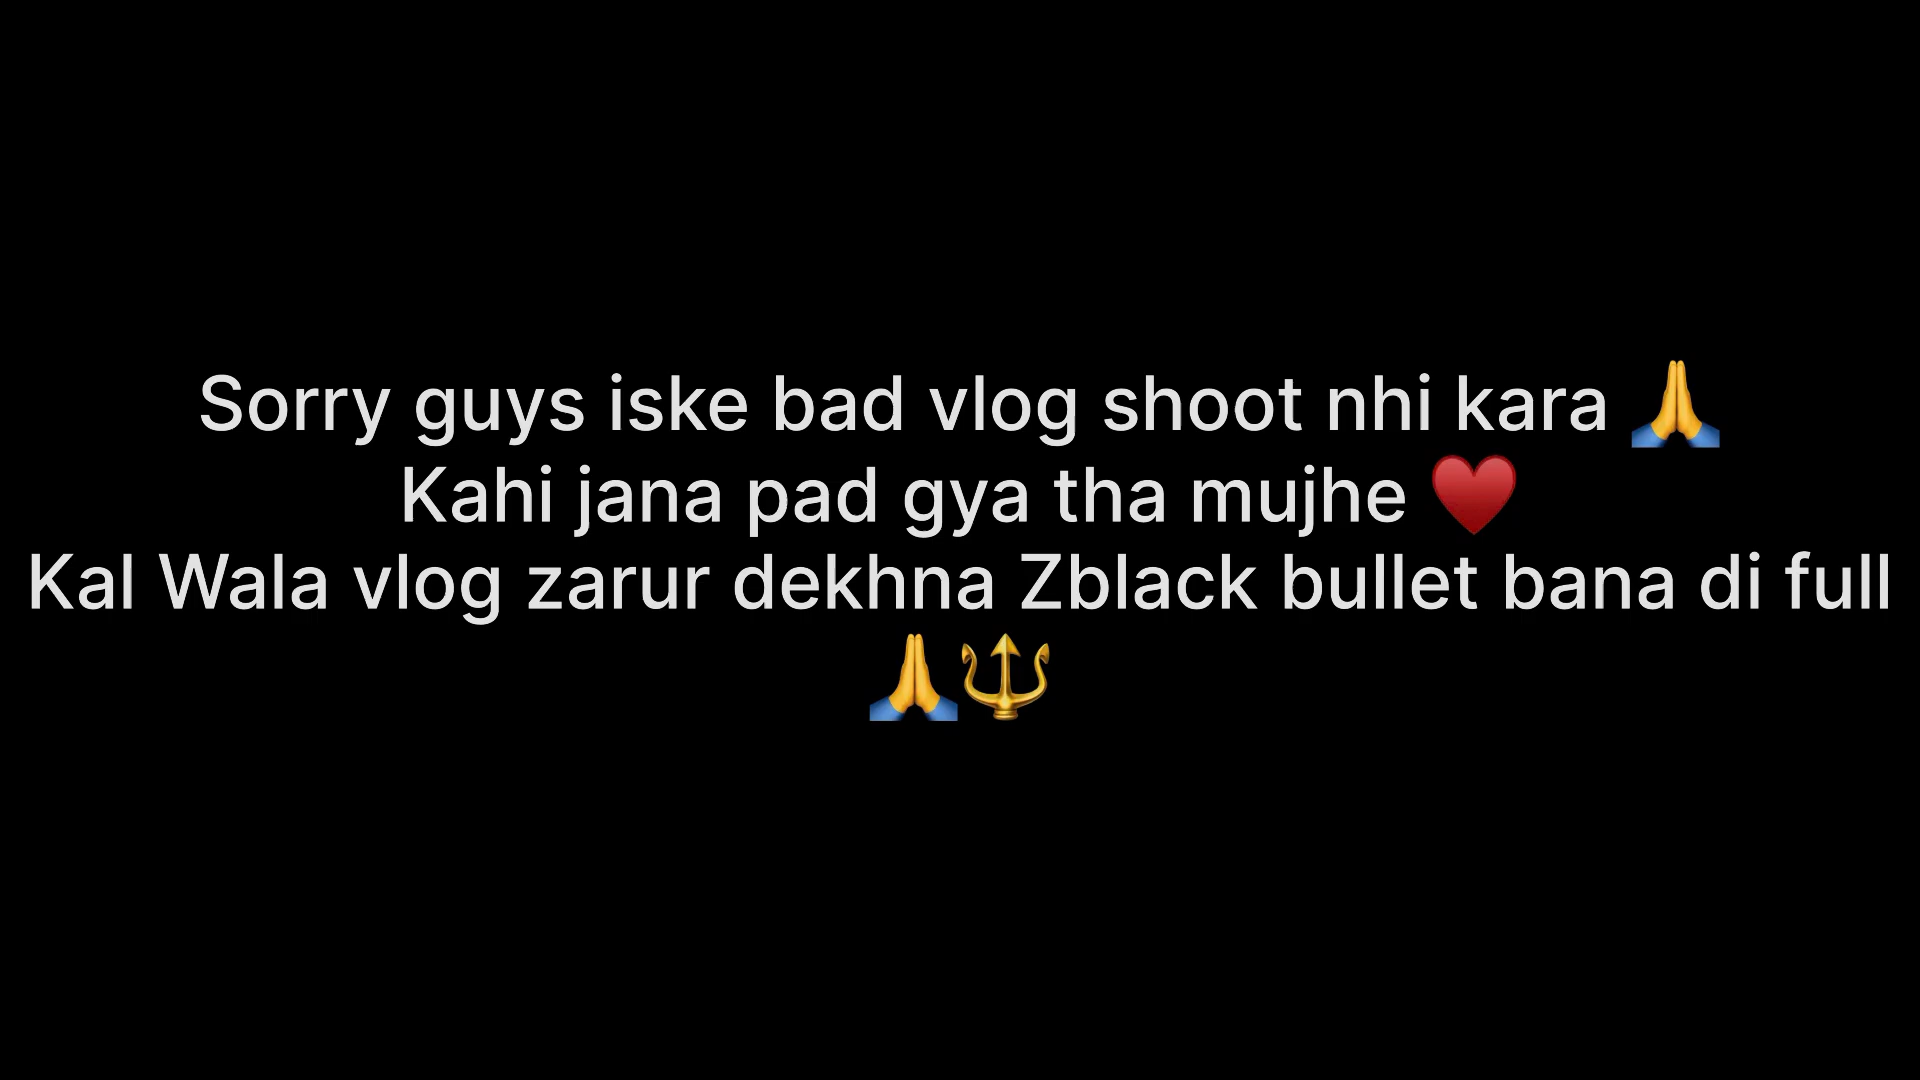 Sorry guys iske bad vlog shoot nhi kara 🙏
Kahi jana pad gya tha mujhe ♥️
Kal Wala vlog zarur dekhna Zblack bullet bana di full
🙏🔱